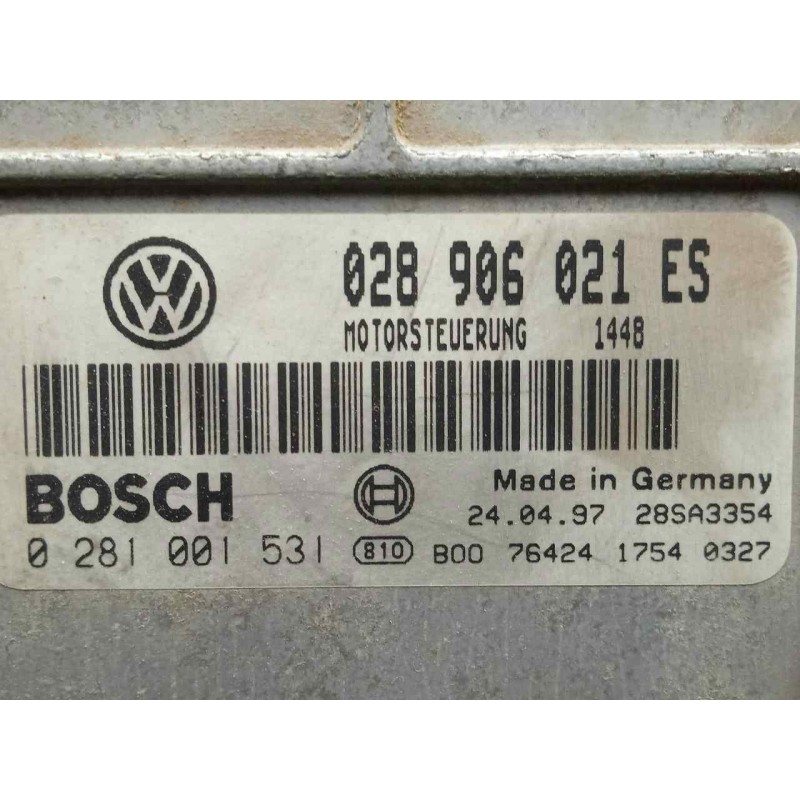 028 906 021 ES
MOTORSTEUERUNG 1448
BOSCH
Made in Germany
24.04.97 28SA3354
0 281 001 531 810 B00 76424 1754 0327